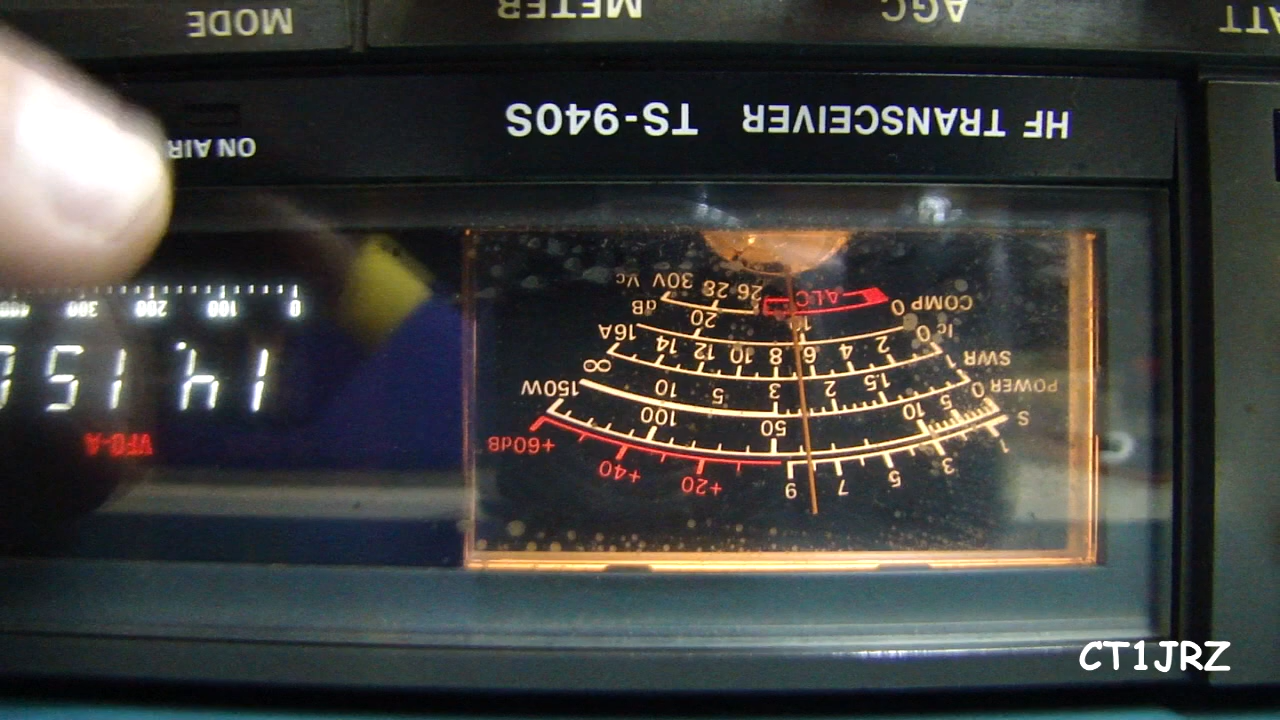 1 3 5 7 9 +20 +40 +60dB
S
POWER 0 5 10 50 100 150W
SWR 1 1.5 2 3 5 10 ∞
Ic 0 2 4 6 8 10 12 14 16A
COMP 0 10 20 dB
ALC 26 28 30V Vc
VFO-A
14.150
0 100 200 300 400
HF TRANSCEIVER TS-940S
ON AIR
ATT AGC METER MODE
CT1JRZ